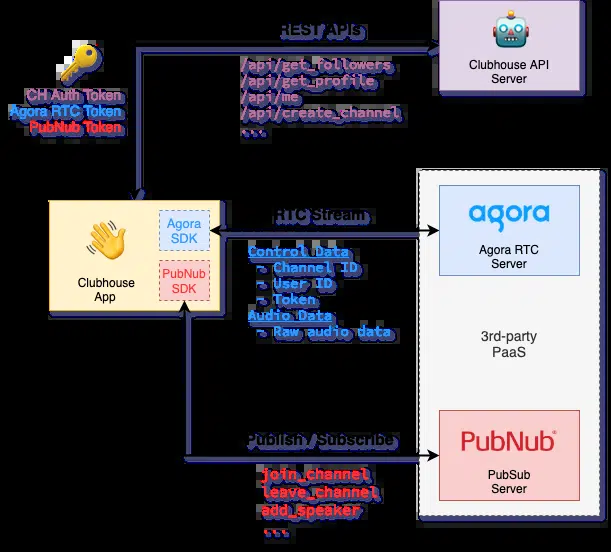 REST APIs
/api/get_followers
/api/get_profile
/api/me
/api/create_channel
...
CH Auth Token
Agora RTC Token
PubNub Token
Clubhouse API
Server
Clubhouse
App
Agora
SDK
PubNub
SDK
RTC Stream
Control Data
- Channel ID
- User ID
- Token
Audio Data
- Raw audio data
agora
Agora RTC
Server
3rd-party
PaaS
Publish / Subscribe
join_channel
leave_channel
add_speaker
...
PubNub
PubSub
Server